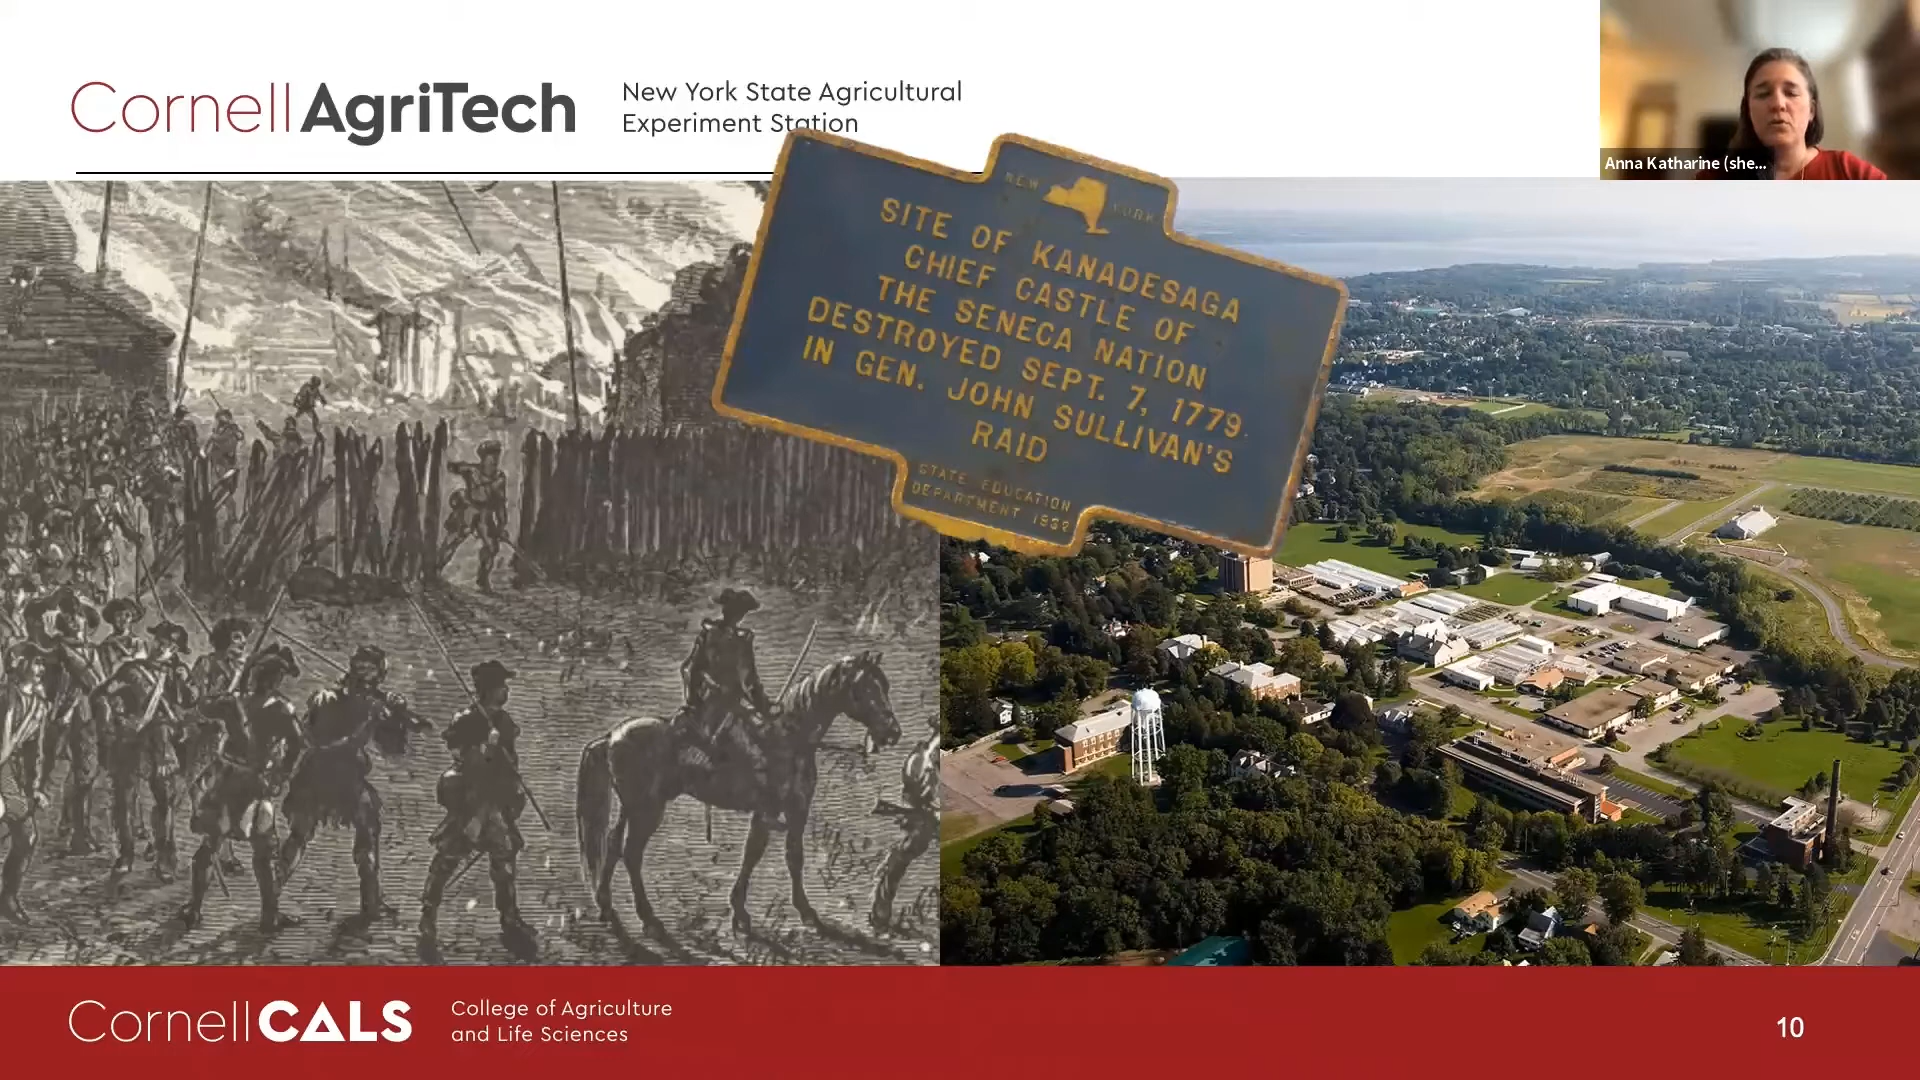 Cornell AgriTech
New York State Agricultural
Experiment Station
Anna Katharine (she...
NEW YORK
SITE OF KANADESAGA
CHIEF CASTLE OF
THE SENECA NATION
DESTROYED SEPT. 7, 1779
IN GEN. JOHN SULLIVAN'S
RAID
STATE EDUCATION
DEPARTMENT 1932
CornellCALS
College of Agriculture
and Life Sciences
10